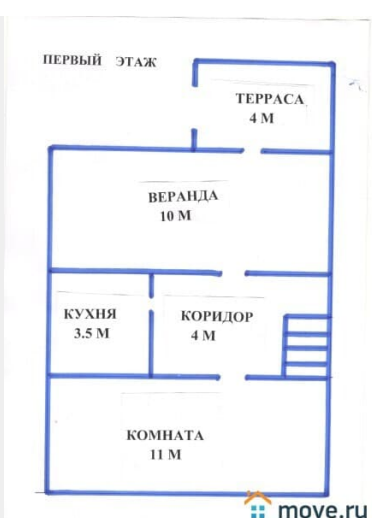 ПЕРВЫЙ ЭТАЖ
ТЕРРАСА
4 М
ВЕРАНДА
10 М
КУХНЯ
3.5 М
КОРИДОР
4 М
КОМНАТА
11 М
move.ru